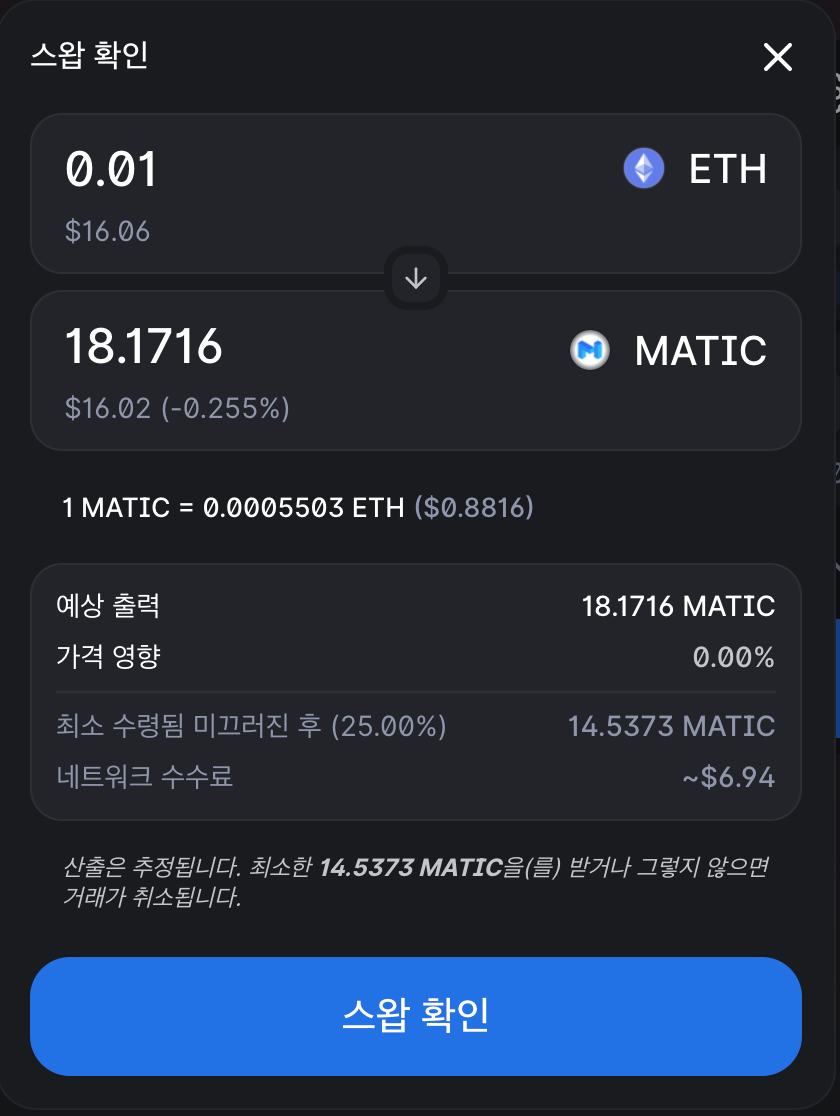 스왑 확인
0.01
ETH
$16.06
18.1716
MATIC
$16.02 (-0.255%)
1 MATIC = 0.0005503 ETH ($0.8816)
예상 출력 18.1716 MATIC
가격 영향 0.00%
최소 수령됨 미끄러진 후 (25.00%) 14.5373 MATIC
네트워크 수수료 ~$6.94
산출은 추정됩니다. 최소한 14.5373 MATIC을(를) 받거나 그렇지 않으면
거래가 취소됩니다.
스왑 확인